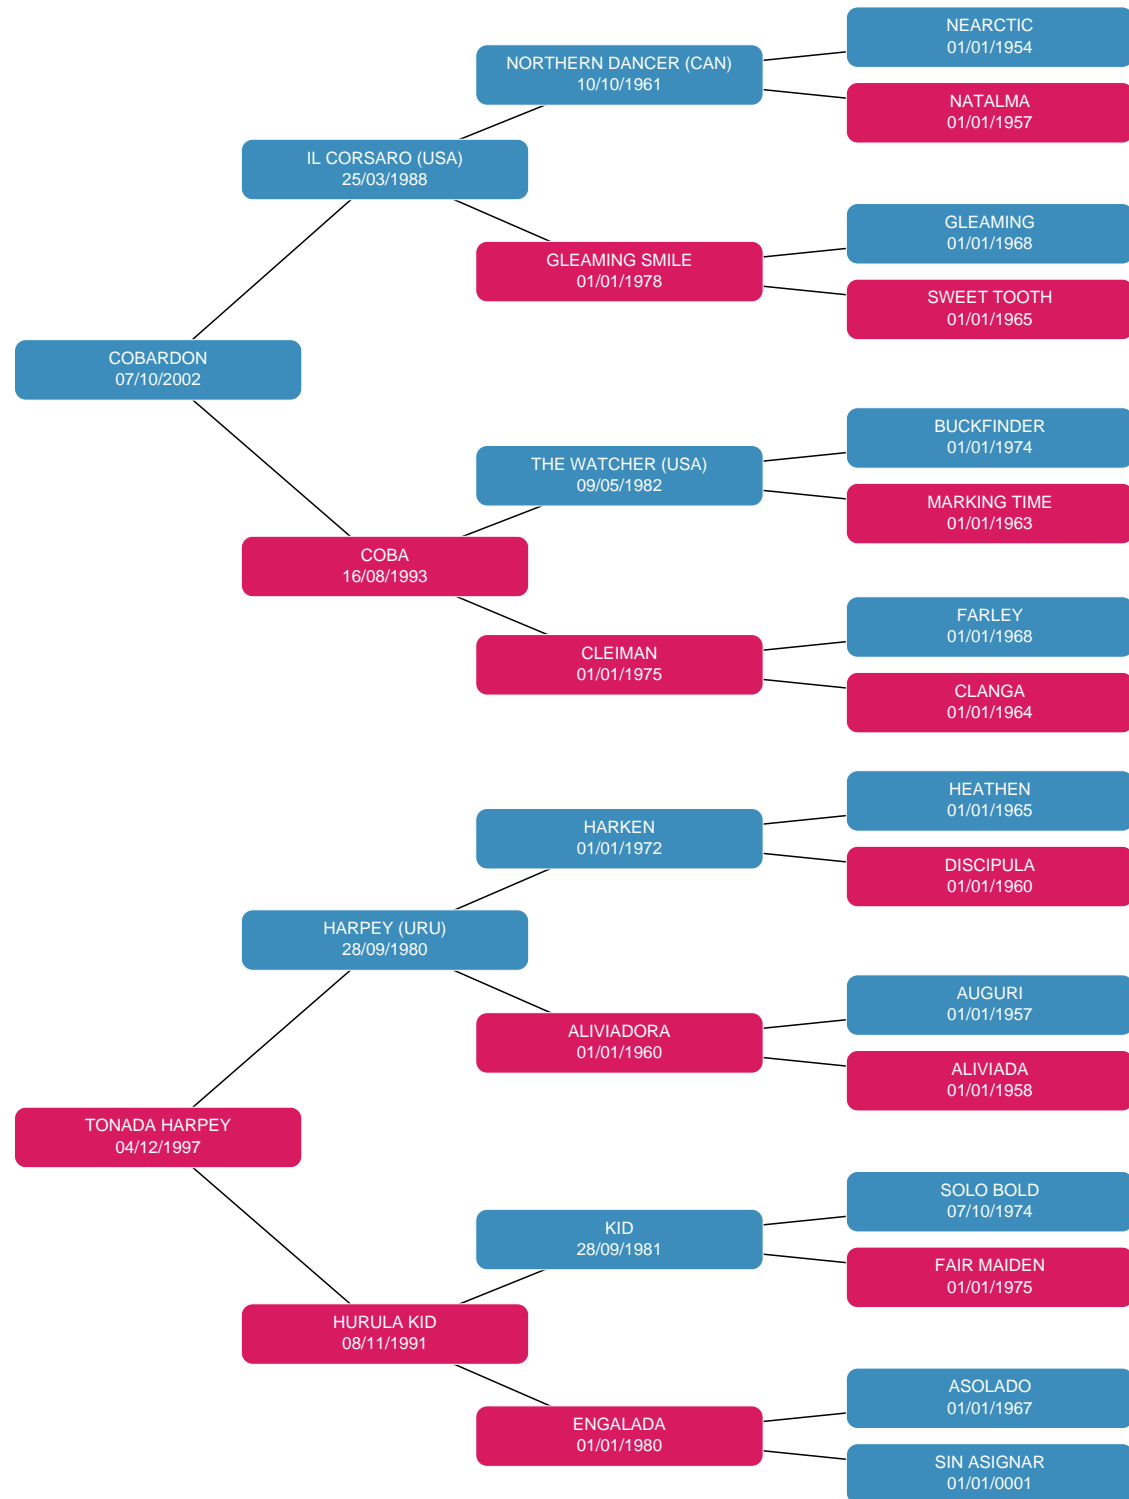 NEARCTIC
01/01/1954
NORTHERN DANCER (CAN)
10/10/1961
NATALMA
01/01/1957
IL CORSARO (USA)
25/03/1988
GLEAMING
01/01/1968
GLEAMING SMILE
01/01/1978
SWEET TOOTH
01/01/1965
COBARDON
07/10/2002
BUCKFINDER
01/01/1974
THE WATCHER (USA)
09/05/1982
MARKING TIME
01/01/1963
COBA
16/08/1993
FARLEY
01/01/1968
CLEIMAN
01/01/1975
CLANGA
01/01/1964
HEATHEN
01/01/1965
HARKEN
01/01/1972
DISCIPULA
01/01/1960
HARPEY (URU)
28/09/1980
AUGURI
01/01/1957
ALIVIADORA
01/01/1960
ALIVIADA
01/01/1958
TONADA HARPEY
04/12/1997
SOLO BOLD
07/10/1974
KID
28/09/1981
FAIR MAIDEN
01/01/1975
HURULA KID
08/11/1991
ASOLADO
01/01/1967
ENGALADA
01/01/1980
SIN ASIGNAR
01/01/0001